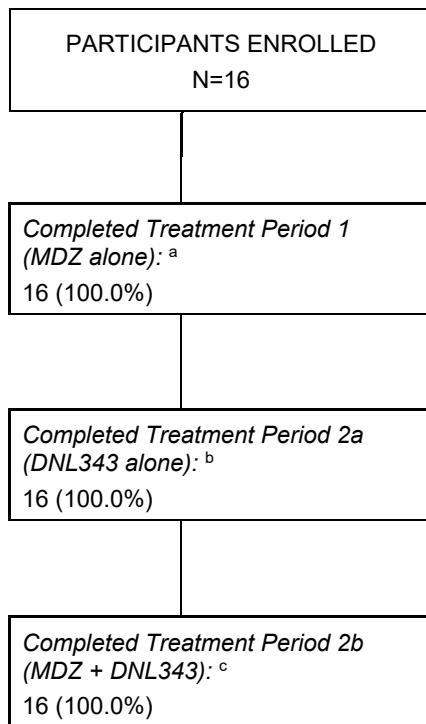 PARTICIPANTS ENROLLED
N=16
Completed Treatment Period 1
(MDZ alone): a
16 (100.0%)
Completed Treatment Period 2a
(DNL343 alone): b
16 (100.0%)
Completed Treatment Period 2b
(MDZ + DNL343): c
16 (100.0%)